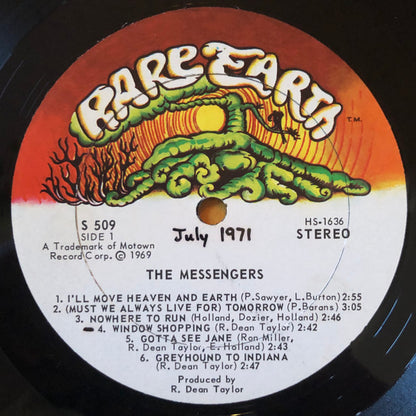 RARE EARTH
T.M.
S 509
SIDE 1
A Trademark of Motown
Record Corp. © 1969
July 1971
HS-1636
STEREO
THE MESSENGERS
1. I'LL MOVE HEAVEN AND EARTH (P.Sawyer, L.Burton) 2:55
2. (MUST WE ALWAYS LIVE FOR) TOMORROW (P.Barans) 3:05
3. NOWHERE TO RUN (Holland, Dozier, Holland) 2:46
4. WINDOW SHOPPING (R. Dean Taylor) 2:42
5. GOTTA SEE JANE (Ron Miller,
R. Dean Taylor, E. Holland) 2:43
6. GREYHOUND TO INDIANA
(R. Dean Taylor) 2:47
Produced by
R. Dean Taylor